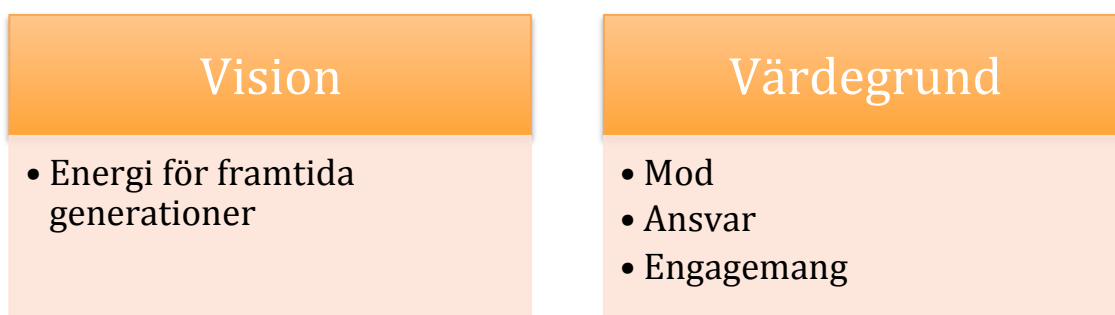 Vision
• Energi för framtida
generationer
Värdegrund
• Mod
• Ansvar
• Engagemang